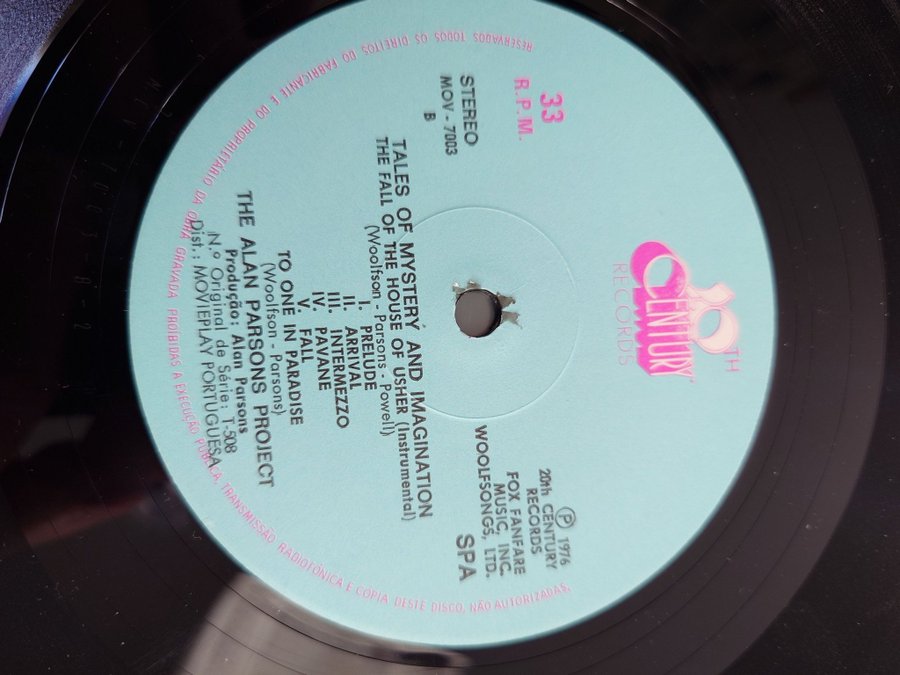 20TH
CENTURY
RECORDS
33
R.P.M.
STEREO
MOV - 7003
B
℗ 1976
20th CENTURY
RECORDS
FOX FANFARE
MUSIC, INC.
WOOLFSONGS, LTD.
SPA
TALES OF MYSTERY AND IMAGINATION
THE FALL OF THE HOUSE OF USHER (Instrumental)
(Woolfson - Parsons - Powell)
I. PRELUDE
II. ARRIVAL
III. INTERMEZZO
IV. PAVANE
V. FALL
TO ONE IN PARADISE
(Woolfson - Parsons)
THE ALAN PARSONS PROJECT
Produção: Alan Parsons
N.º Original de Série: T-508
Dist.: MOVIEPLAY PORTUGUESA
RESERVADOS TODOS OS DIREITOS DO FABRICANTE E DO PROPRIETÁRIO DA OBRA GRAVADA PROÍBIDAS A EXECUÇÃO PÚBLICA, TRANSMISSÃO RADIOFÓNICA E CÓPIA DESTE DISCO, NÃO AUTORIZADAS.